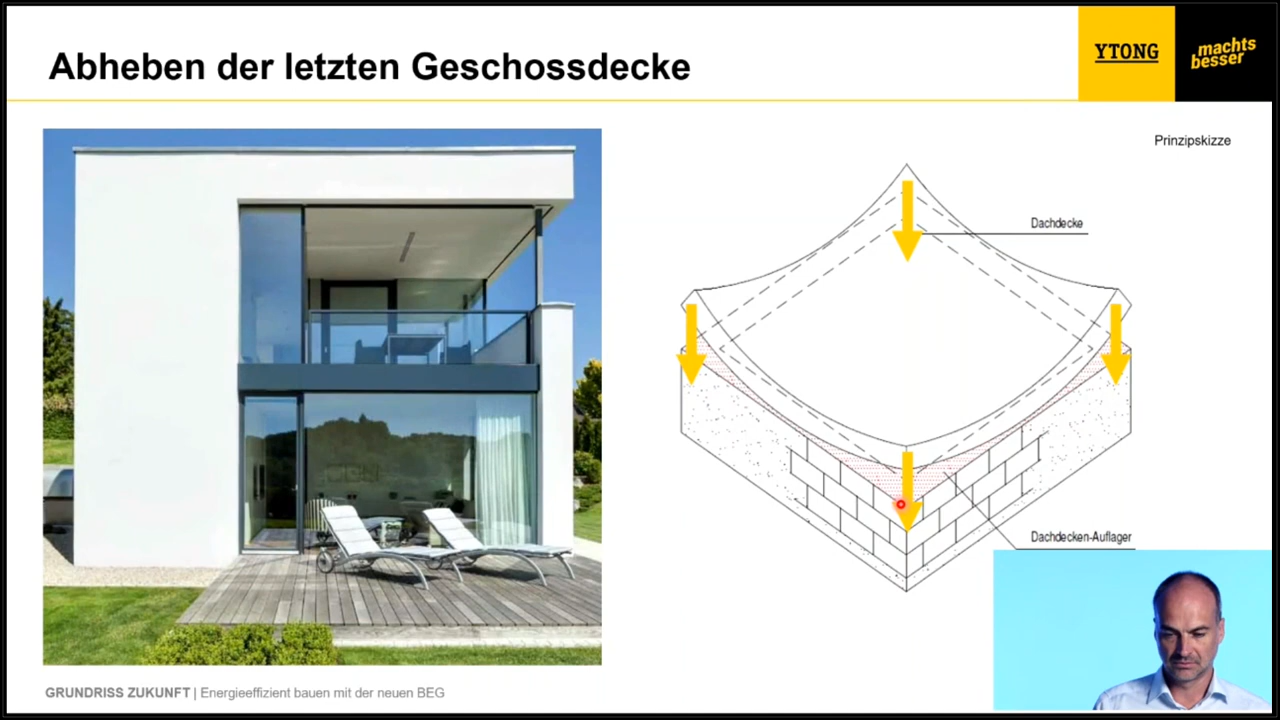 Abheben der letzten Geschossdecke
YTONG
machts
besser
Prinzipskizze
Dachdecke
Dachdecken-Auflager
GRUNDRISS ZUKUNFT | Energieeffizient bauen mit der neuen BEG